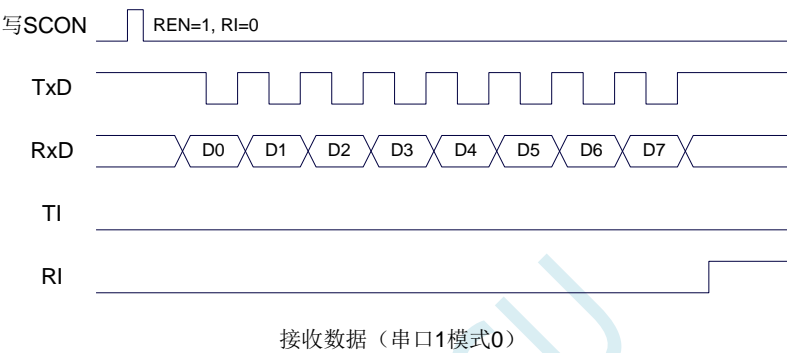 写SCON REN=1, RI=0
TxD
RxD D0 D1 D2 D3 D4 D5 D6 D7
TI
RI
接收数据（串口1模式0）